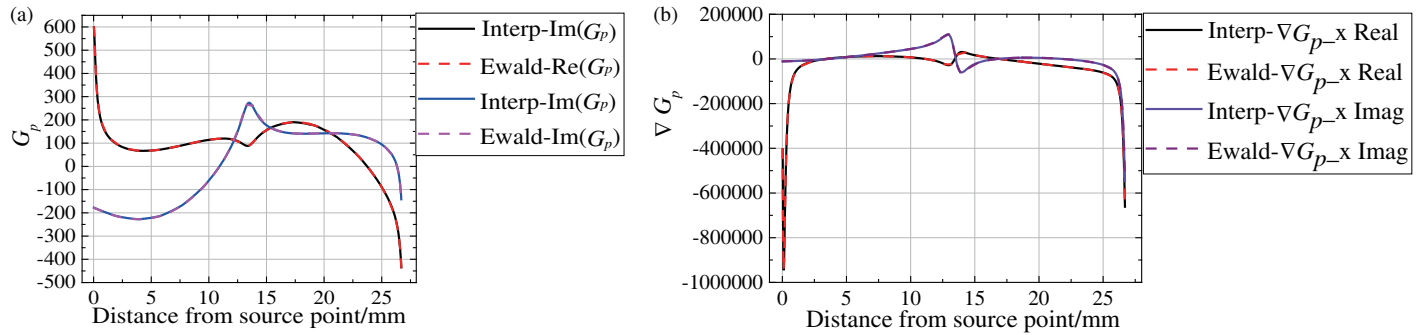 (a)
600
500
400
300
200
100
0
-100
-200
-300
-400
-500
G_p
0
5
10
15
20
25
Distance from source point/mm
Interp-Im(G_p)
Ewald-Re(G_p)
Interp-Im(G_p)
Ewald-Im(G_p)
(b)
200000
0
-200000
-400000
-600000
-800000
-1000000
∇ G_p
0
5
10
15
20
25
Distance from source point/mm
Interp-∇G_p_x Real
Ewald-∇G_p_x Real
Interp-∇G_p_x Imag
Ewald-∇G_p_x Imag